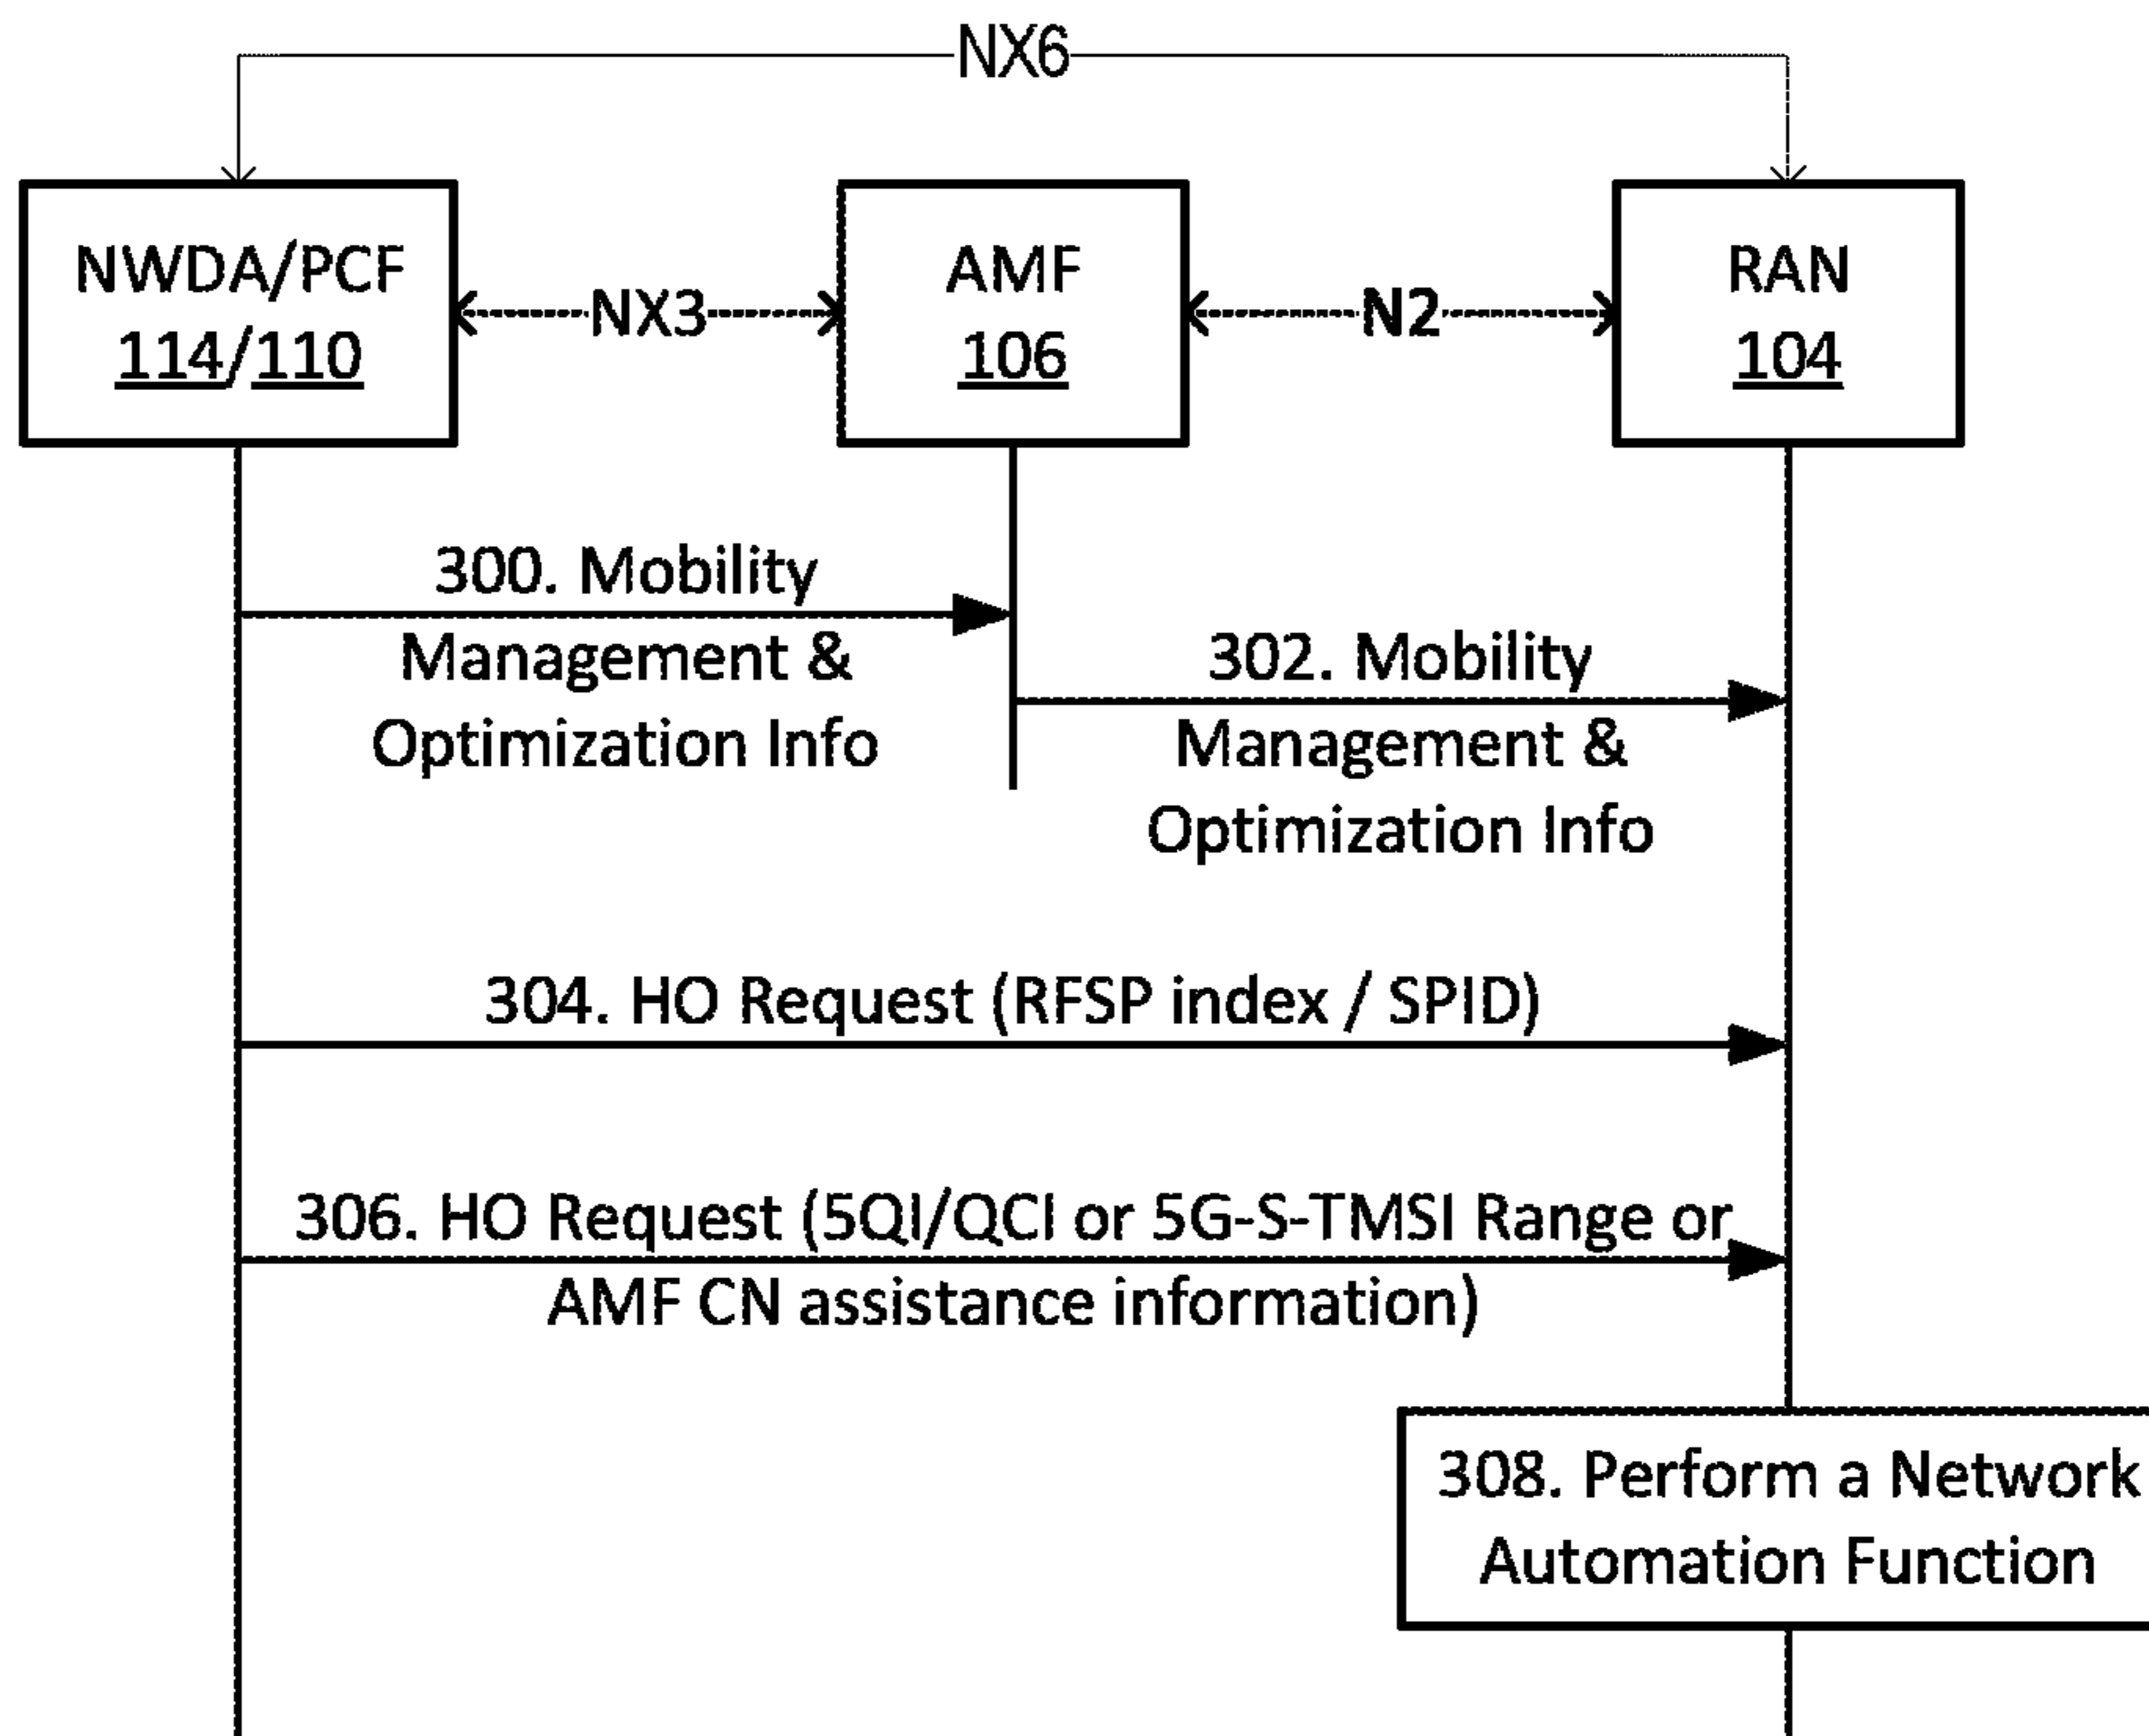 NX6
NWDA/PCF
114/110
NX3
AMF
106
N2
RAN
104
300. Mobility
Management &
Optimization Info
302. Mobility
Management &
Optimization Info
304. HO Request (RFSP index / SPID)
306. HO Request (5QI/QCI or 5G-S-TMSI Range or
AMF CN assistance information)
308. Perform a Network
Automation Function